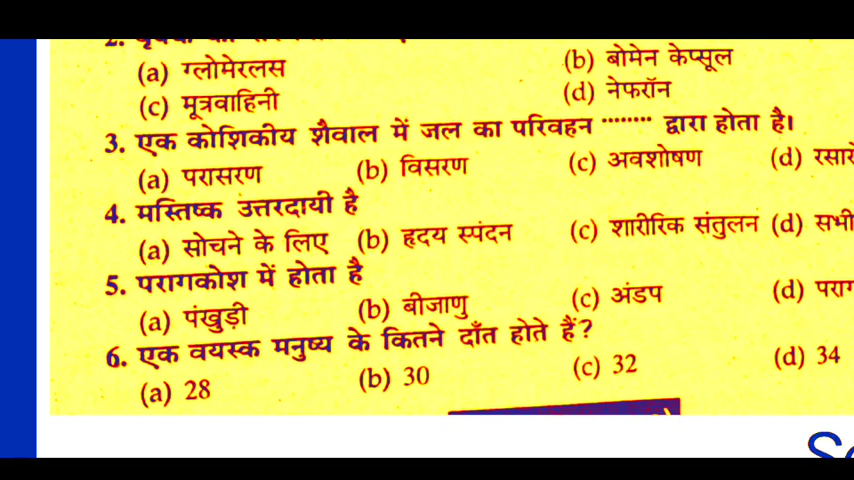 (a) ग्लोमेरलस (b) बोमेन केप्सूल
(c) मूत्रवाहिनी (d) नेफरॉन
3. एक कोशिकीय शैवाल में जल का परिवहन ........ द्वारा होता है।
(a) परासरण (b) विसरण (c) अवशोषण (d)
4. मस्तिष्क उत्तरदायी है
(a) सोचने के लिए (b) हृदय स्पंदन (c) शारीरिक संतुलन (d) सभी
5. परागकोश में होता है
(a) पंखुड़ी (b) बीजाणु (c) अंडप (d)
6. एक वयस्क मनुष्य के कितने दाँत होते हैं?
(a) 28 (b) 30 (c) 32 (d) 34